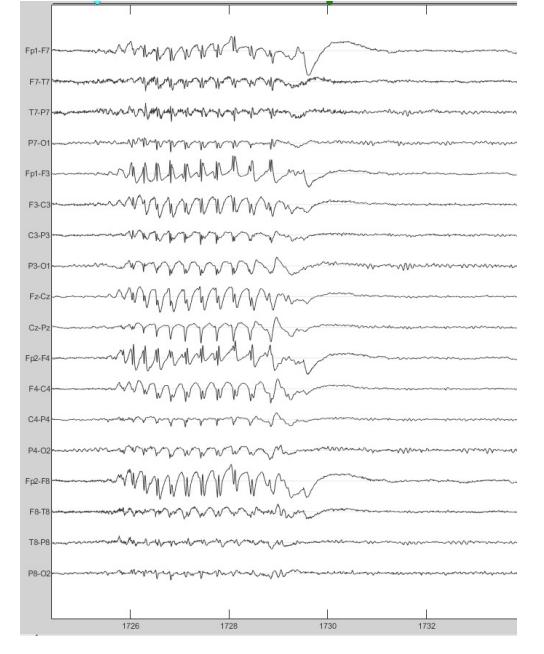 Fp1-F7
F7-T7
T7-P7
P7-O1
Fp1-F3
F3-C3
C3-P3
P3-O1
Fz-Cz
Cz-Pz
Fp2-F4
F4-C4
C4-P4
P4-O2
Fp2-F8
F8-T8
T8-P8
P8-O2
1726 1728 1730 1732